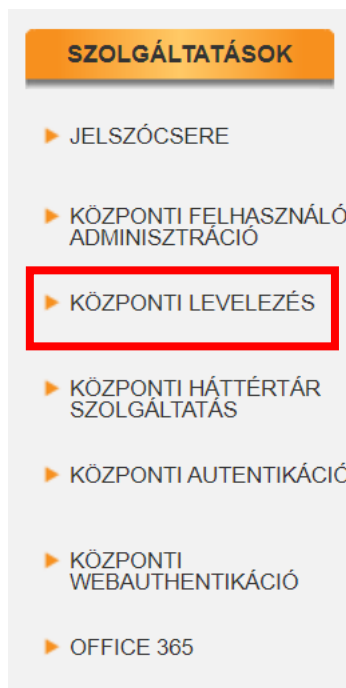 SZOLGÁLTATÁSOK
JELSZÓCSERE
KÖZPONTI FELHASZNÁLÓ
ADMINISZTRÁCIÓ
KÖZPONTI LEVELEZÉS
KÖZPONTI HÁTTÉRTÁR
SZOLGÁLTATÁS
KÖZPONTI AUTENTIKÁCIÓ
KÖZPONTI
WEBAUTHENTIKÁCIÓ
OFFICE 365